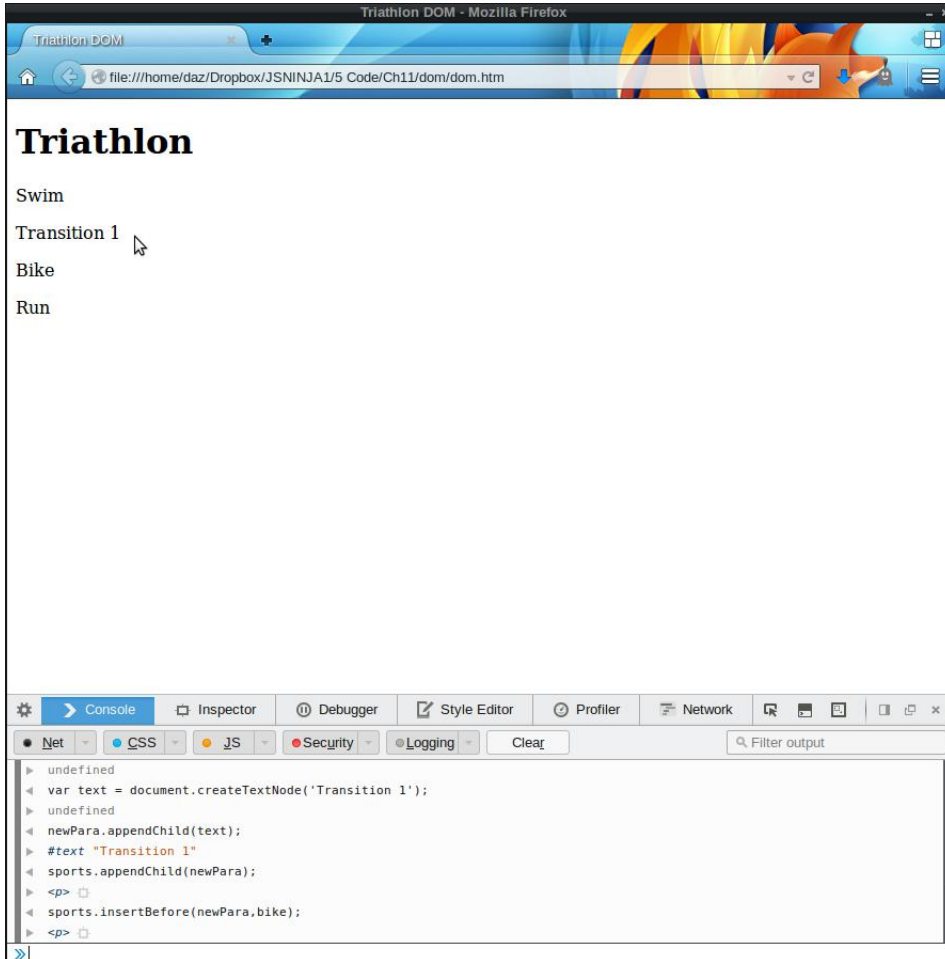 Triathlon DOM - Mozilla Firefox
Triathlon DOM
file:///home/daz/Dropbox/JSNINJA1/5 Code/Ch11/dom/dom.htm
Triathlon
Swim
Transition 1
Bike
Run
Console Inspector Debugger Style Editor Profiler Network
Net CSS JS Security Logging Clear Filter output
undefined
var text = document.createTextNode('Transition 1');
undefined
newPara.appendChild(text);
#text "Transition 1"
sports.appendChild(newPara);
<p>
sports.insertBefore(newPara,bike);
<p>